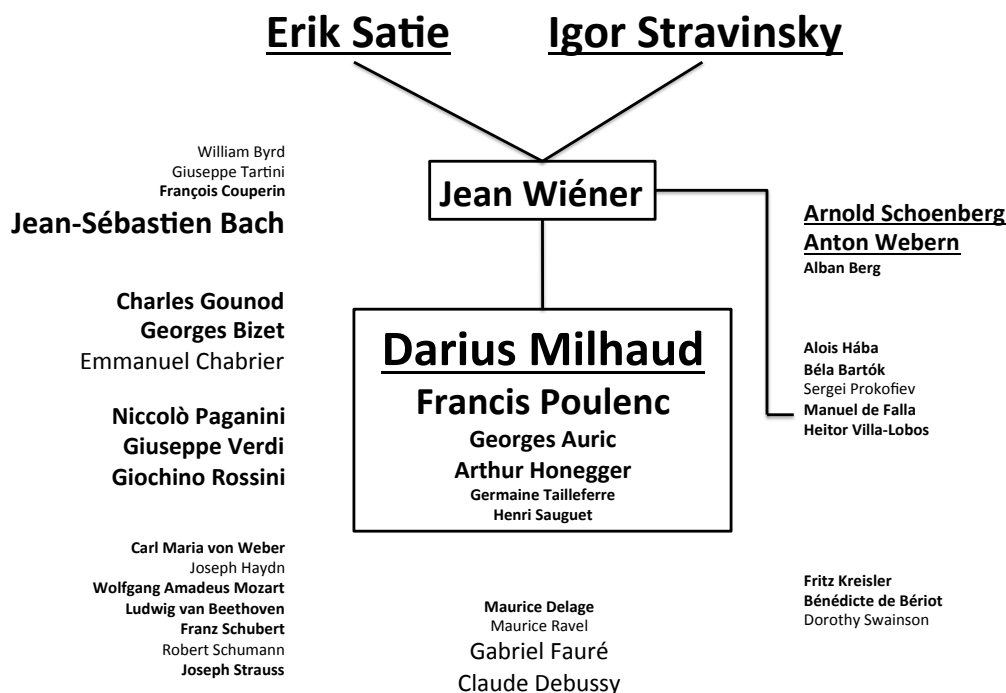 Erik Satie
Igor Stravinsky
William Byrd
Giuseppe Tartini
François Couperin
Jean-Sébastien Bach
Charles Gounod
Georges Bizet
Emmanuel Chabrier
Niccolò Paganini
Giuseppe Verdi
Giochino Rossini
Carl Maria von Weber
Joseph Haydn
Wolfgang Amadeus Mozart
Ludwig van Beethoven
Franz Schubert
Robert Schumann
Joseph Strauss
Jean Wiéner
Darius Milhaud
Francis Poulenc
Georges Auric
Arthur Honegger
Germaine Tailleferre
Henri Sauguet
Maurice Delage
Maurice Ravel
Gabriel Fauré
Claude Debussy
Arnold Schoenberg
Anton Webern
Alban Berg
Alois Hába
Béla Bartók
Sergei Prokofiev
Manuel de Falla
Heitor Villa-Lobos
Fritz Kreisler
Bénédicte de Bériot
Dorothy Swainson